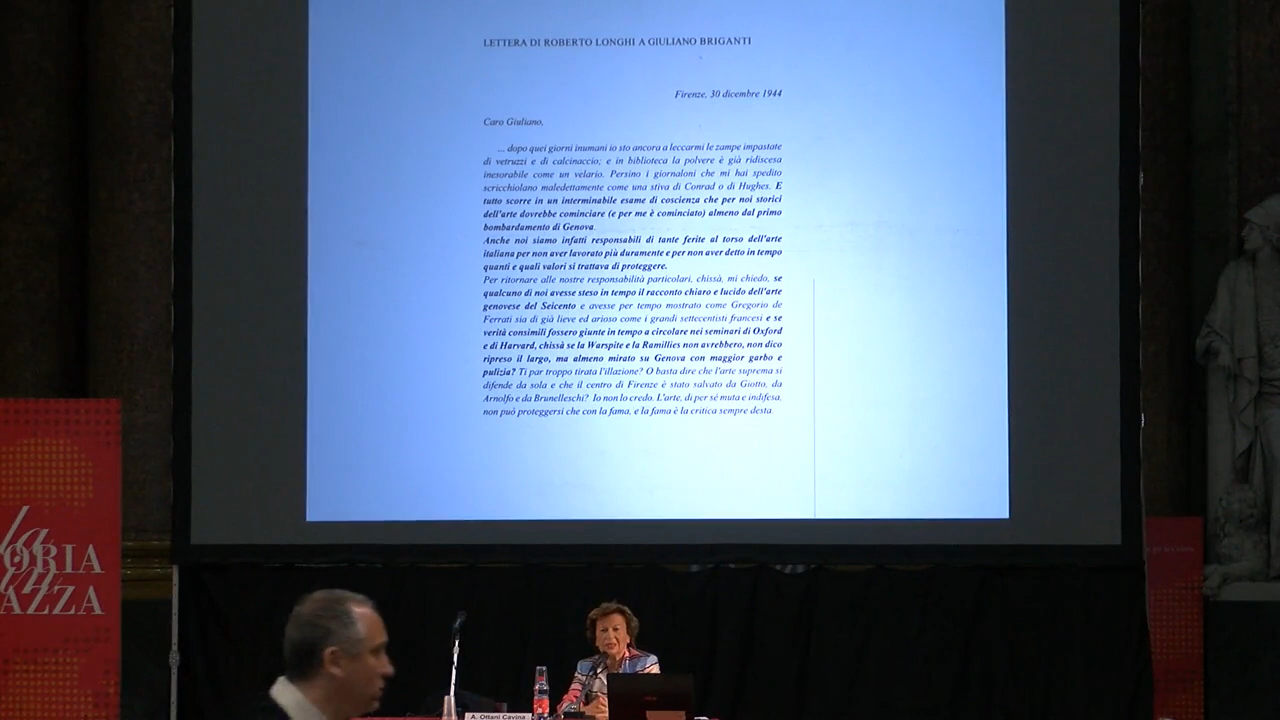 LETTERA DI ROBERTO LONGHI A GIULIANO BRIGANTI
Firenze, 30 dicembre 1944
Caro Giuliano,
... dopo quei giorni inumani io sto ancora a leccarmi le zampe impastate
di vetruzzi e di calcinaccio; e in biblioteca la polvere è già ridiscesa
inesorabile come un velario. Persino i giornaloni che mi hai spedito
scricchiolano maledettamente come una stiva di Conrad o di Hughes. E
tutto scorre in un interminabile esame di coscienza che per noi storici
dell'arte dovrebbe cominciare (e per me è cominciato) almeno dal primo
bombardamento di Genova.
Anche noi siamo infatti responsabili di tante ferite al torso dell'arte
italiana per non aver lavorato più duramente e per non aver detto in tempo
quanti e quali valori si trattava di proteggere.
Per ritornare alle nostre responsabilità particolari, chissà, mi chiedo, se
qualcuno di noi avesse steso in tempo il racconto chiaro e lucido dell'arte
genovese del Seicento e avesse per tempo mostrato come Gregorio de
Ferrati sia di già lieve ed arioso come i grandi settecentisti francesi e se
verità consimili fossero giunte in tempo a circolare nei seminari di Oxford
e di Harvard, chissà se la Warspite e la Ramillies non avrebbero, non dico
ripreso il largo, ma almeno mirato su Genova con maggior garbo e
pulizia? Ti par troppo tirata l'illazione? O basta dire che l'arte suprema si
difende da sola e che il centro di Firenze è stato salvato da Giotto, da
Arnolfo e da Brunelleschi? Io non lo credo. L'arte, di per sé muta e indifesa,
non può proteggersi che con la fama, e la fama è la critica sempre desta.
la
ORIA
in
AZZA
A. Ottani Cavina